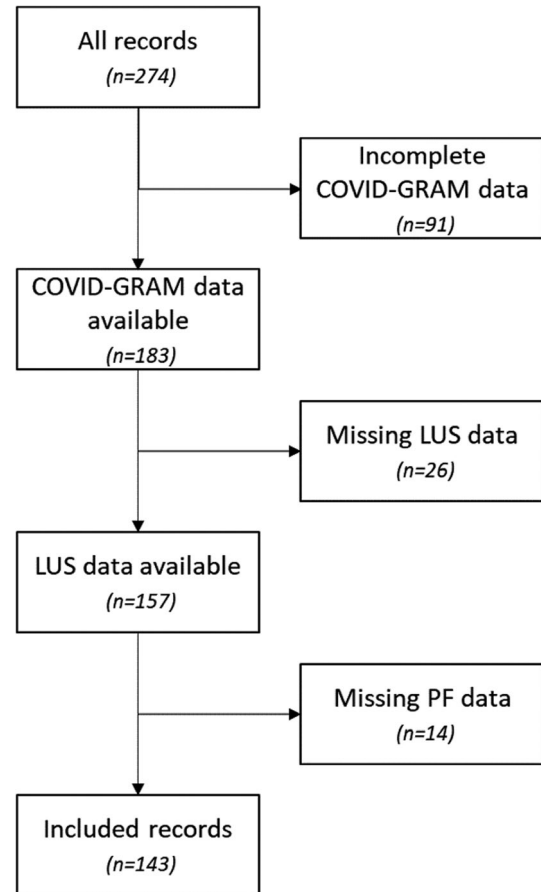 All records
(n=274)
Incomplete
COVID-GRAM data
(n=91)
COVID-GRAM data
available
(n=183)
Missing LUS data
(n=26)
LUS data available
(n=157)
Missing PF data
(n=14)
Included records
(n=143)